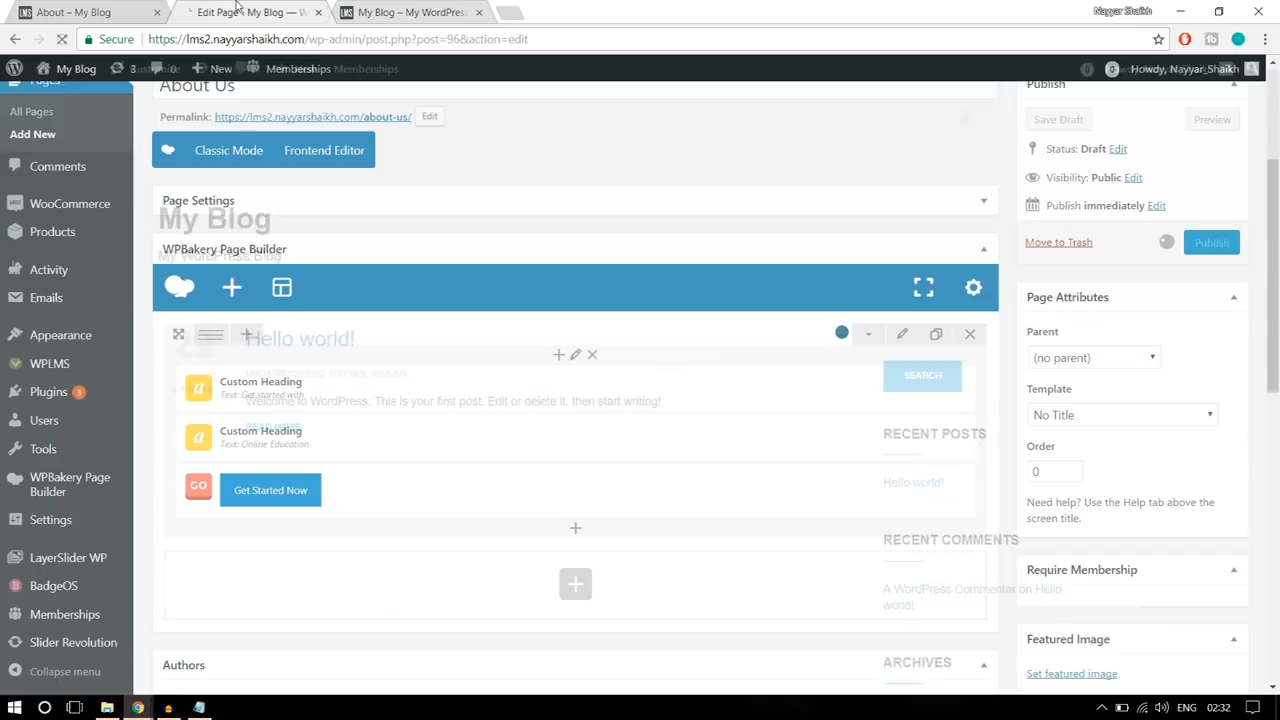 About – My Blog
Edit Page ‹ My Blog — W
My Blog – My WordPress
Nayyar Shaikh
Secure
https://lms2.nayyarshaikh.com/wp-admin/post.php?post=96&action=edit
My Blog
3
Customize
0
New
Memberships
Memberships
0
Howdy, Nayyar Shaikh
Pages
All Pages
Add New
Comments
WooCommerce
Products
Activity
Emails
Appearance
WPLMS
Plugins 3
Users
Tools
WPBakery Page
Builder
Settings
LayerSlider WP
BadgeOS
Memberships
Slider Revolution
Collapse menu
About Us
Permalink: https://lms2.nayyarshaikh.com/about-us/ Edit
Classic Mode
Frontend Editor
Page Settings
My Blog
WPBakery Page Builder
My WordPress Blog
Hello world!
Custom Heading
Text: Get started with
Welcome to WordPress. This is your first post. Edit or delete it, then start writing!
READ MORE
Custom Heading
Text: Online Education
GO
Get Started Now
Authors
SEARCH
RECENT POSTS
Hello world!
RECENT COMMENTS
A WordPress Commenter on Hello
world!
ARCHIVES
Publish
Save Draft
Preview
Status: Draft Edit
Visibility: Public Edit
Publish immediately Edit
Move to Trash
Publish
Page Attributes
Parent
(no parent)
Template
No Title
Order
0
Need help? Use the Help tab above the
screen title.
Require Membership
Featured Image
Set featured image
ENG
02:32